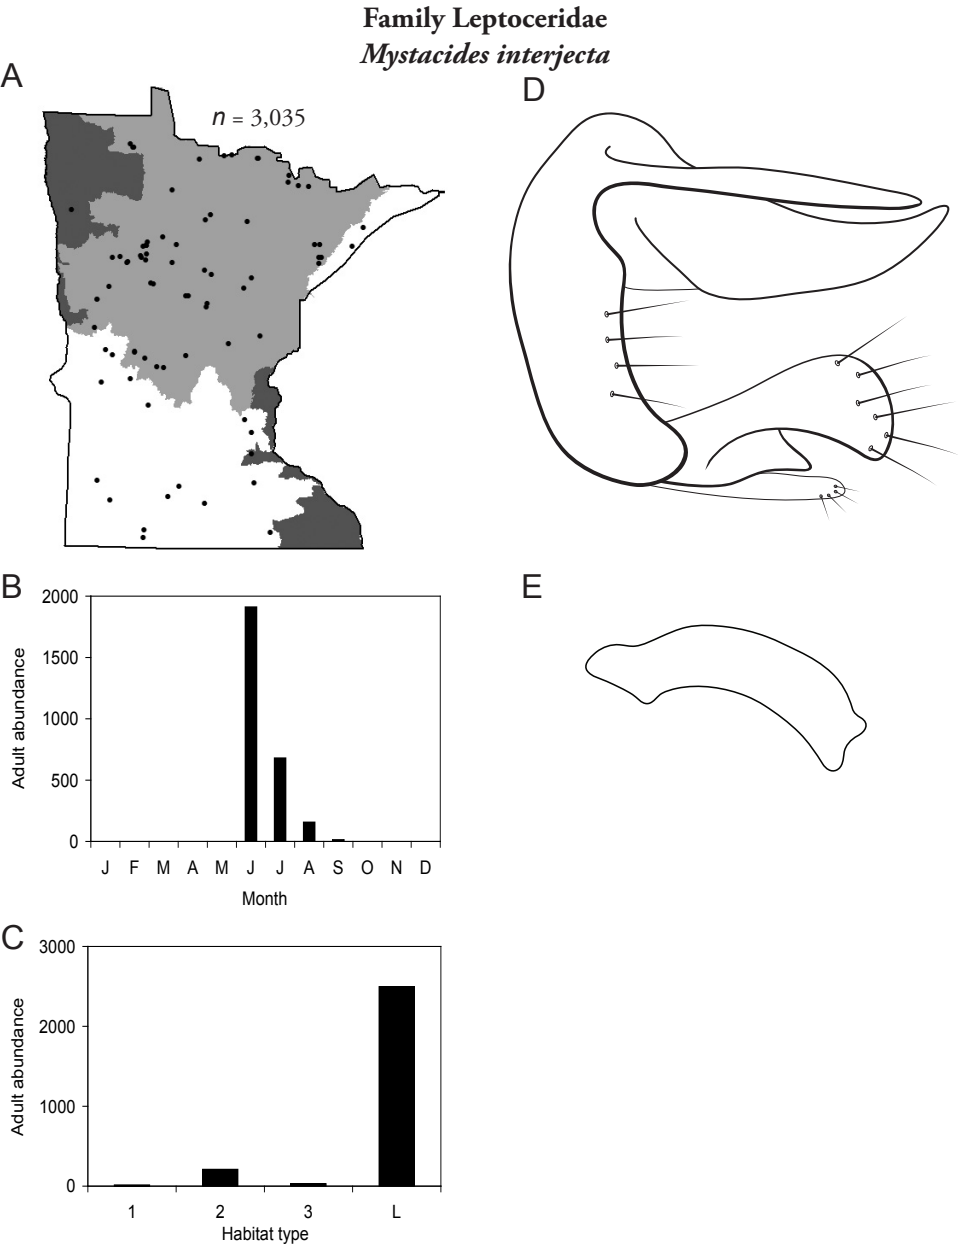 Family Leptoceridae
Mystacides interjecta
A
n = 3,035
D
B
2000
1500
1000
500
0
Adult abundance
J F M A M J J A S O N D
Month
E
C
3000
2000
1000
0
Adult abundance
1 2 3 L
Habitat type